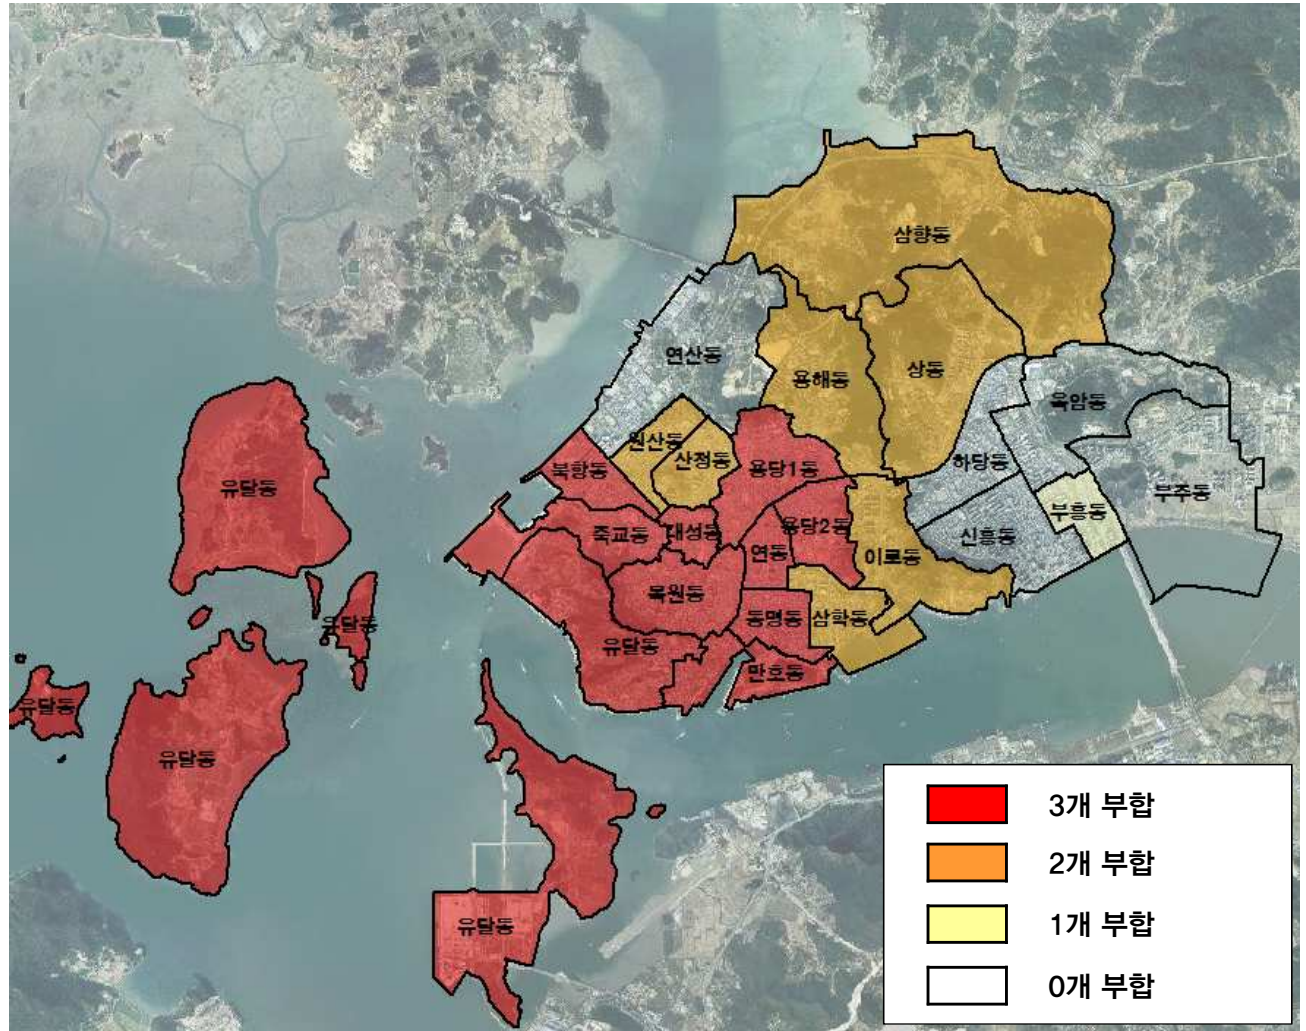 삼향동
연산동
용해동
상동
옥암동
원산동
산정동
북항동
용당1동
하당동
부주동
유달동
부흥동
죽교동
대성동
연동
용당2동
신흥동
이로동
목원동
동명동
삼학동
유달동
유달동
만호동
유달동
유달동
유달동
3개 부합
2개 부합
1개 부합
0개 부합